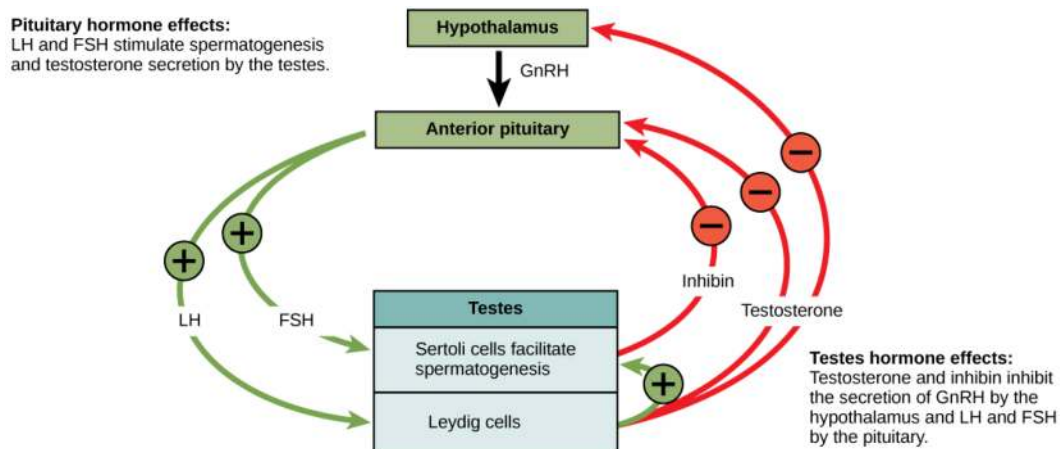 Pituitary hormone effects:
LH and FSH stimulate spermatogenesis
and testosterone secretion by the testes.
Hypothalamus
GnRH
Anterior pituitary
+
+
−
−
−
LH
FSH
Inhibin
Testosterone
Testes
Sertoli cells facilitate
spermatogenesis
+
Leydig cells
Testes hormone effects:
Testosterone and inhibin inhibit
the secretion of GnRH by the
hypothalamus and LH and FSH
by the pituitary.